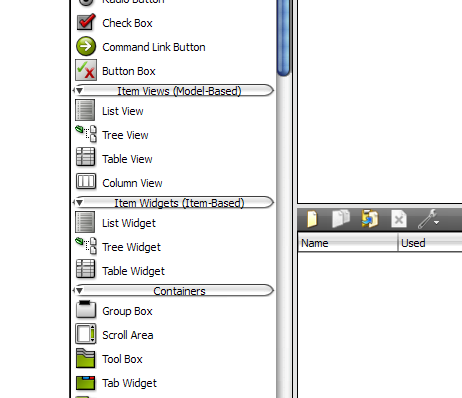 Radio Button
Check Box
Command Link Button
Button Box
Item Views (Model-Based)
List View
Tree View
Table View
Column View
Item Widgets (Item-Based)
List Widget
Tree Widget
Table Widget
Containers
Group Box
Scroll Area
Tool Box
Tab Widget
Name
Used